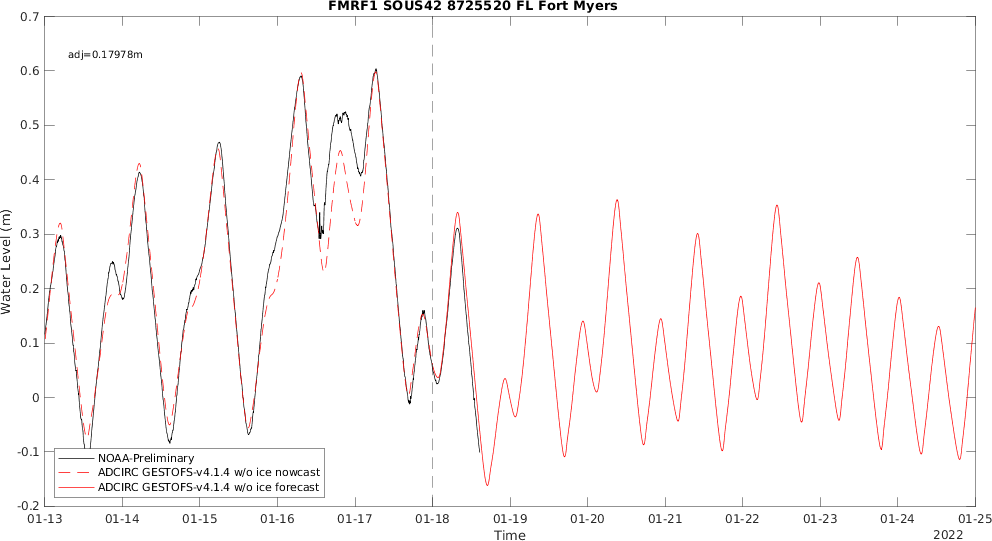 FMRF1 SOUS42 8725520 FL Fort Myers
0.7
adj=0.17978m
0.6
0.5
0.4
0.3
0.2
0.1
0
-0.1
-0.2
Water Level (m)
NOAA-Preliminary
ADCIRC GESTOFS-v4.1.4 w/o ice nowcast
ADCIRC GESTOFS-v4.1.4 w/o ice forecast
01-13 01-14 01-15 01-16 01-17 01-18 01-19 01-20 01-21 01-22 01-23 01-24 01-25
Time
2022